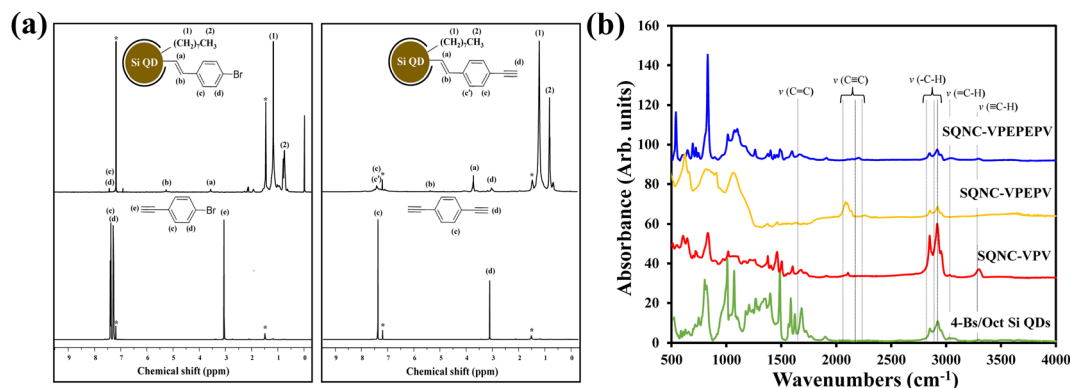 (a)
(1) (2)
(CH₂)₇CH₃
Si QD
(a)
(b)
Br
(c)
(d)
*
(1)
*
(2)
(c)
(d)
(b)
(a)
(e)
Br
(c) (d)
(c)
(d)
*
(e)
*
9 8 7 6 5 4 3 2 1 0
Chemical shift (ppm)
(1) (2)
(CH₂)₇CH₃
Si QD
(a)
(b)
(d)
(c') (c)
(1)
(2)
(c)
(c') *
(b)
(a)
(d)
*
(c)
*
(d)
(c)
(d)
*
9 8 7 6 5 4 3 2 1 0
Chemical shift (ppm)
(b)
Absorbance (Arb. units)
160
140
120
100
80
60
40
20
0
ν (C=C)
ν (C≡C)
ν (-C-H)
ν (=C-H)
ν (≡C-H)
SQNC-VPEPEPV
SQNC-VPEPV
SQNC-VPV
4-Bs/Oct Si QDs
500 1000 1500 2000 2500 3000 3500 4000
Wavenumbers (cm⁻¹)